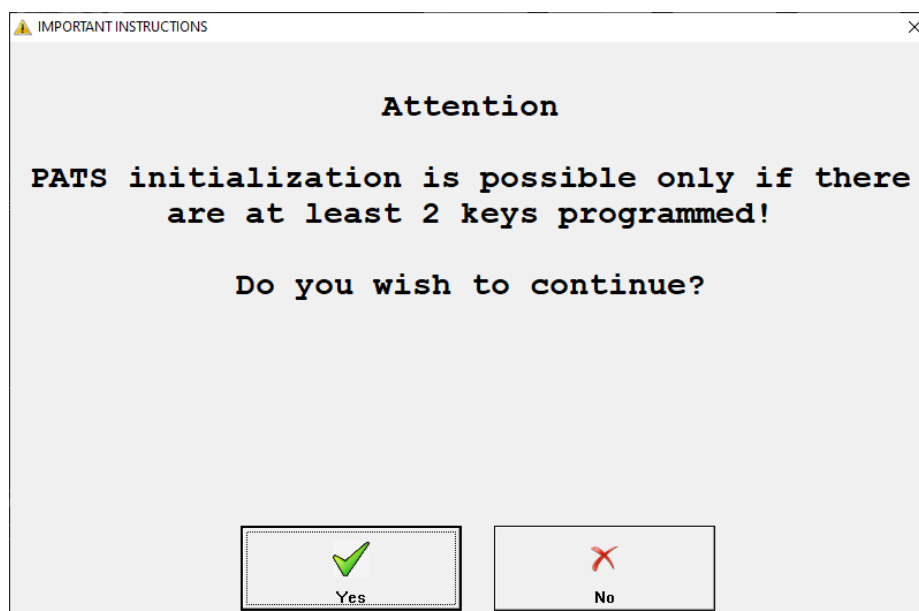 IMPORTANT INSTRUCTIONS
Attention
PATS initialization is possible only if there
are at least 2 keys programmed!
Do you wish to continue?
Yes
No